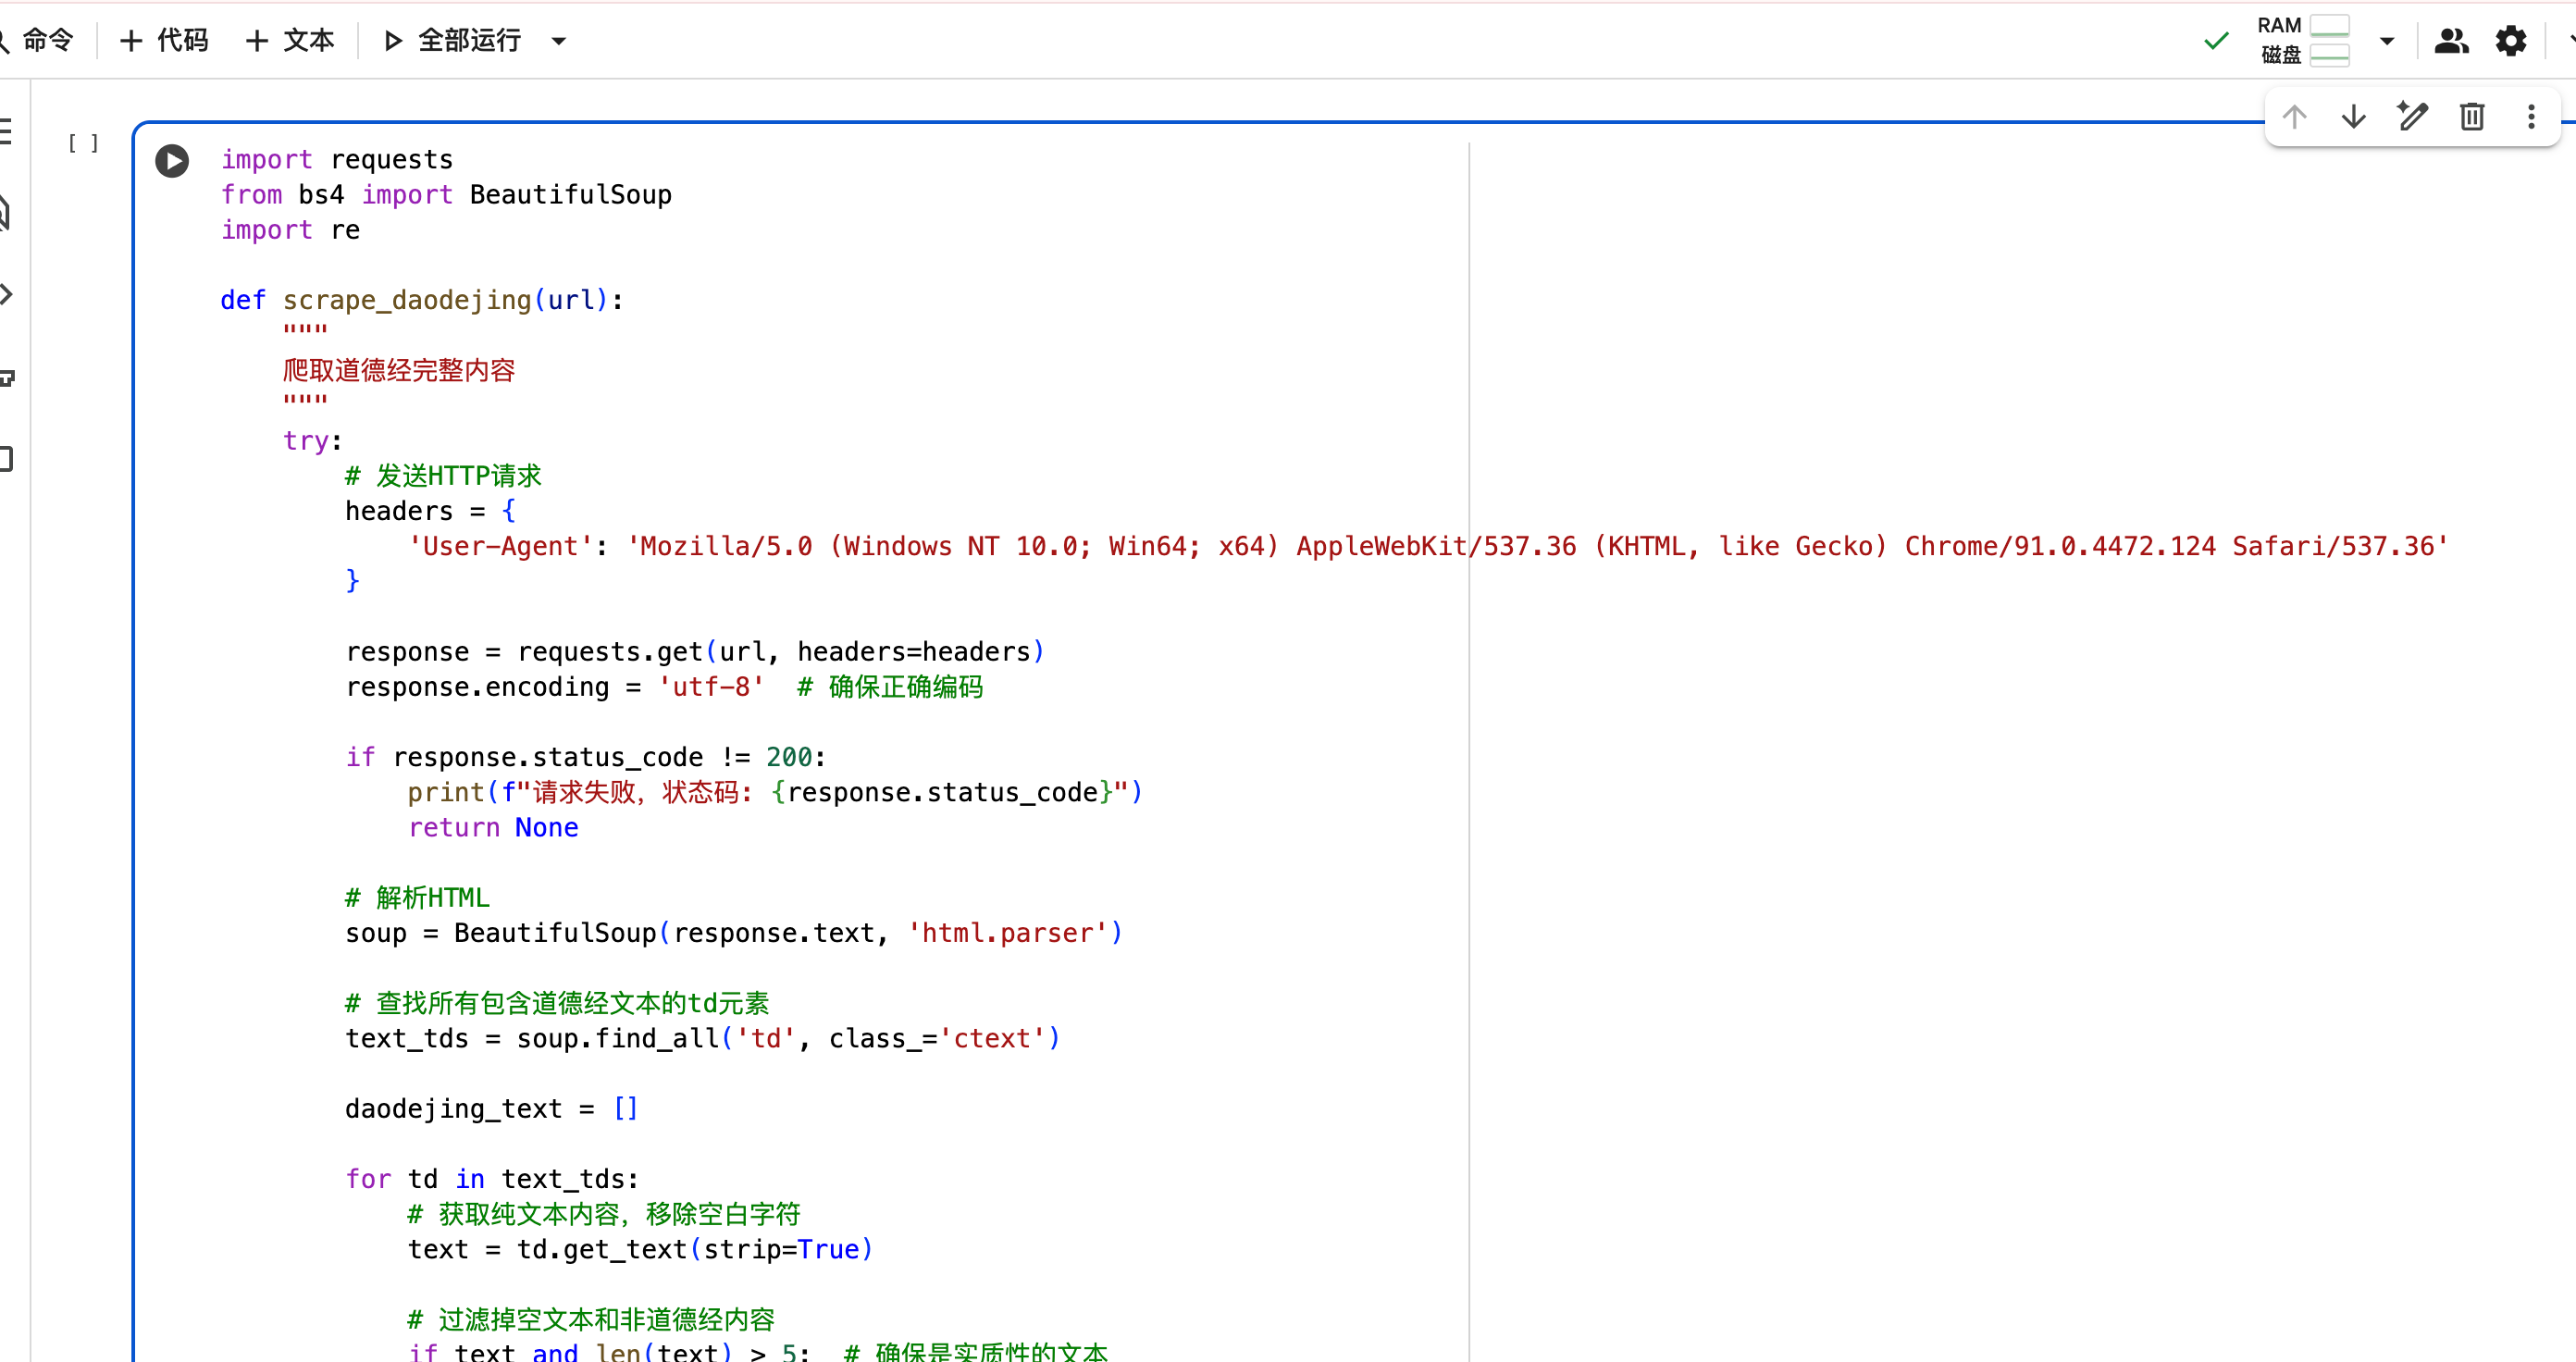 命令
+ 代码
+ 文本
全部运行
RAM
磁盘
[ ]
import requests
from bs4 import BeautifulSoup
import re
def scrape_daodejing(url):
"""
爬取道德经完整内容
"""
try:
# 发送HTTP请求
headers = {
'User-Agent': 'Mozilla/5.0 (Windows NT 10.0; Win64; x64) AppleWebKit/537.36 (KHTML, like Gecko) Chrome/91.0.4472.124 Safari/537.36'
}
response = requests.get(url, headers=headers)
response.encoding = 'utf-8'  # 确保正确编码
if response.status_code != 200:
print(f"请求失败，状态码: {response.status_code}")
return None
# 解析HTML
soup = BeautifulSoup(response.text, 'html.parser')
# 查找所有包含道德经文本的td元素
text_tds = soup.find_all('td', class_='ctext')
daodejing_text = []
for td in text_tds:
# 获取纯文本内容，移除空白字符
text = td.get_text(strip=True)
# 过滤掉空文本和非道德经内容
if text and len(text) > 5:  # 确保是实质性的文本